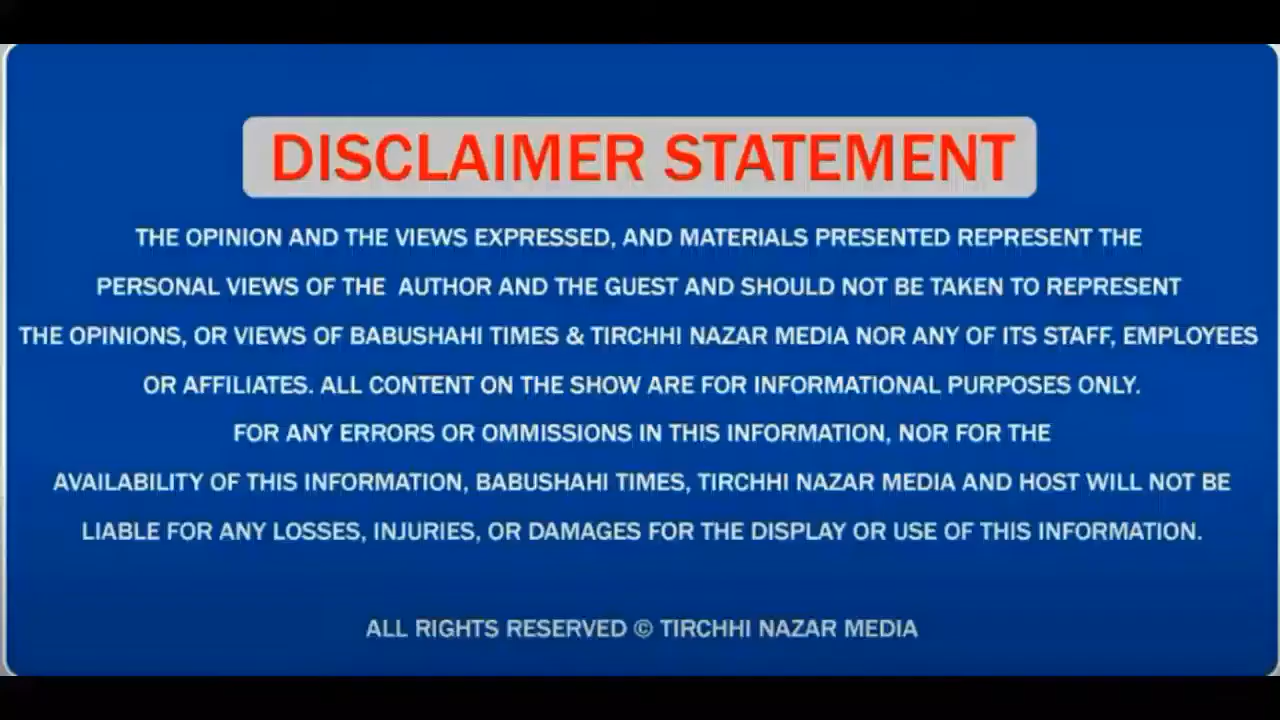 DISCLAIMER STATEMENT
THE OPINION AND THE VIEWS EXPRESSED, AND MATERIALS PRESENTED REPRESENT THE
PERSONAL VIEWS OF THE AUTHOR AND THE GUEST AND SHOULD NOT BE TAKEN TO REPRESENT
THE OPINIONS, OR VIEWS OF BABUSHAHI TIMES & TIRCHHI NAZAR MEDIA NOR ANY OF ITS STAFF, EMPLOYEES
OR AFFILIATES. ALL CONTENT ON THE SHOW ARE FOR INFORMATIONAL PURPOSES ONLY.
FOR ANY ERRORS OR OMMISSIONS IN THIS INFORMATION, NOR FOR THE
AVAILABILITY OF THIS INFORMATION, BABUSHAHI TIMES, TIRCHHI NAZAR MEDIA AND HOST WILL NOT BE
LIABLE FOR ANY LOSSES, INJURIES, OR DAMAGES FOR THE DISPLAY OR USE OF THIS INFORMATION.
ALL RIGHTS RESERVED © TIRCHHI NAZAR MEDIA